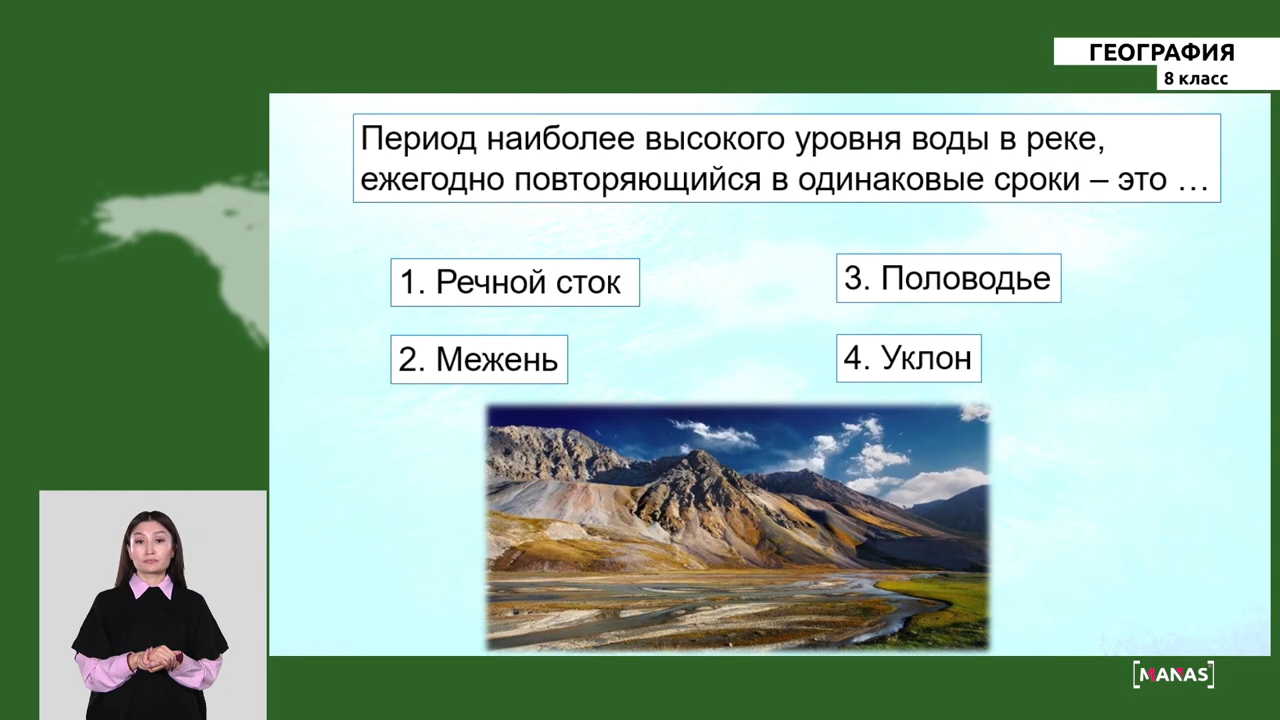 ГЕОГРАФИЯ
8 класс
Период наиболее высокого уровня воды в реке,
ежегодно повторяющийся в одинаковые сроки – это …
1. Речной сток
2. Межень
3. Половодье
4. Уклон
[MANAS]